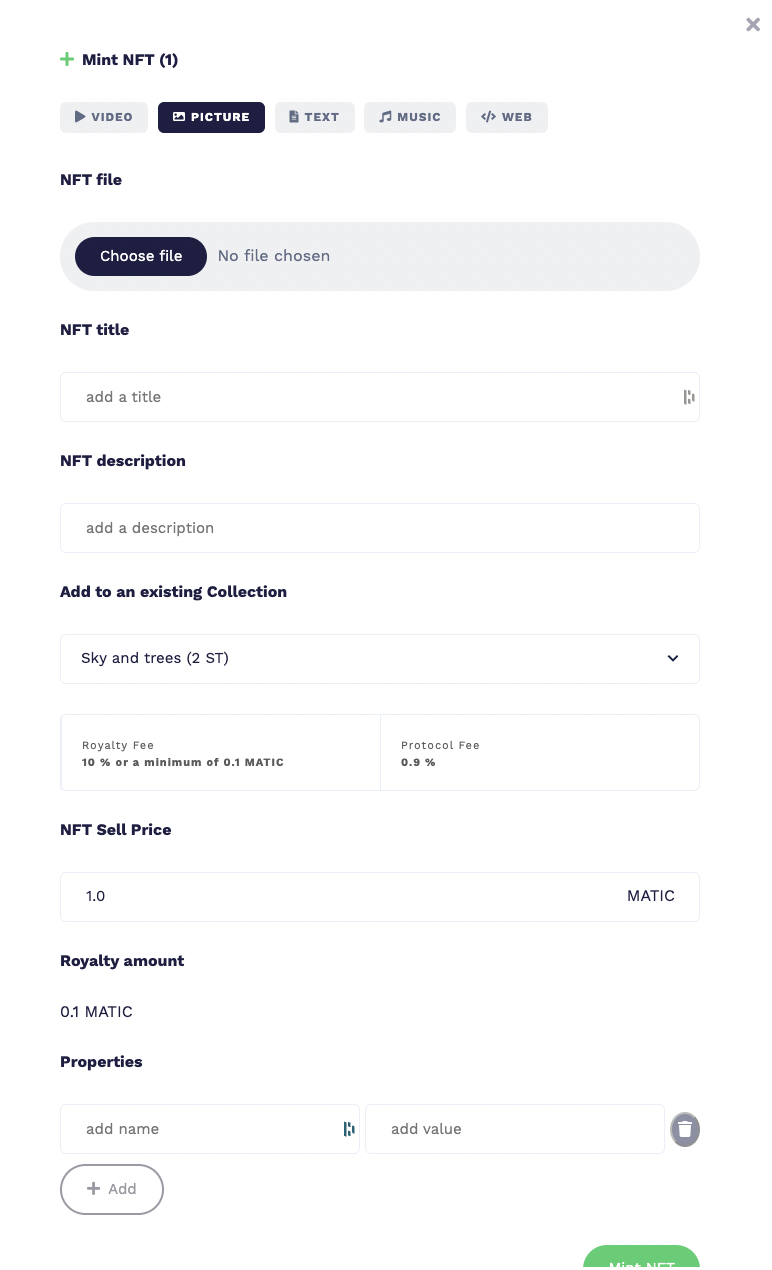 Mint NFT (1)
VIDEO PICTURE TEXT MUSIC WEB
NFT file
Choose file No file chosen
NFT title
add a title
NFT description
add a description
Add to an existing Collection
Sky and trees (2 ST)
Royalty Fee
10 % or a minimum of 0.1 MATIC
Protocol Fee
0.9 %
NFT Sell Price
1.0 MATIC
Royalty amount
0.1 MATIC
Properties
add name add value
Add
Mint NFT